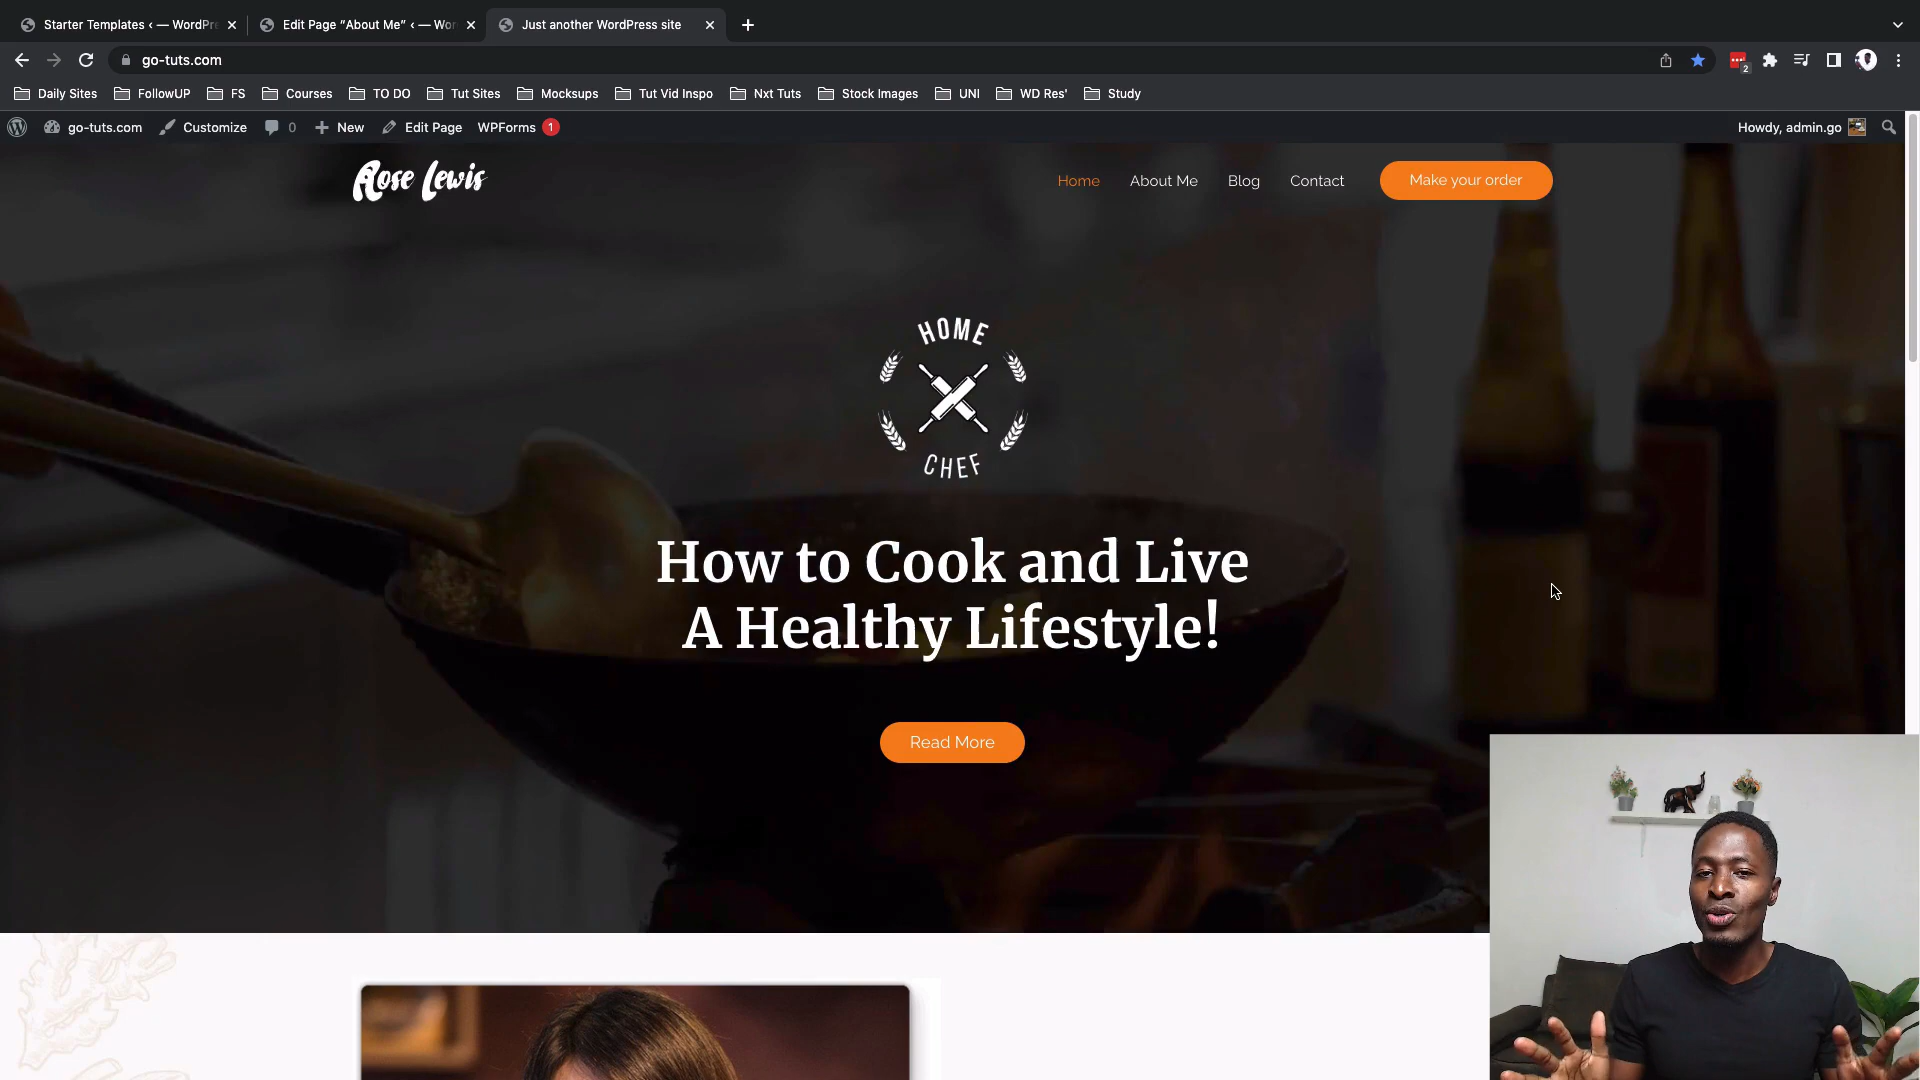 Starter Templates ‹ — WordPre
Edit Page “About Me” ‹ — Wor
Just another WordPress site
go-tuts.com
2
Daily Sites
FollowUP
FS
Courses
TO DO
Tut Sites
Mocksups
Tut Vid Inspo
Nxt Tuts
Stock Images
UNI
WD Res'
Study
go-tuts.com
Customize
0
New
Edit Page
WPForms 1
Howdy, admin.go
Rose Lewis
Home
About Me
Blog
Contact
Make your order
HOME
CHEF
How to Cook and Live
A Healthy Lifestyle!
Read More